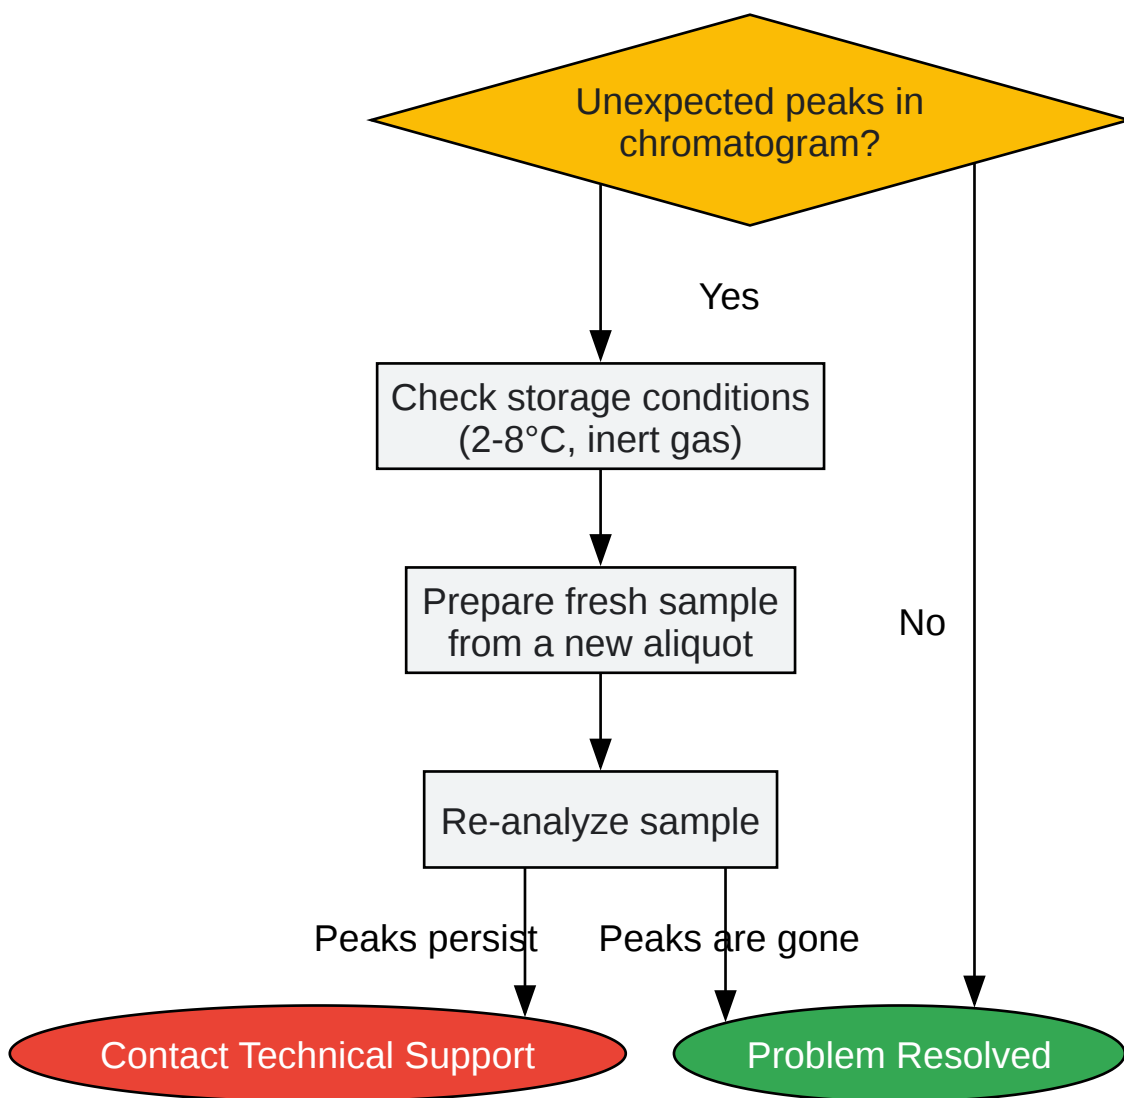 Unexpected peaks in
chromatogram?
Yes
Check storage conditions
(2-8°C, inert gas)
Prepare fresh sample
from a new aliquot
No
Re-analyze sample
Peaks persist
Peaks are gone
Contact Technical Support
Problem Resolved